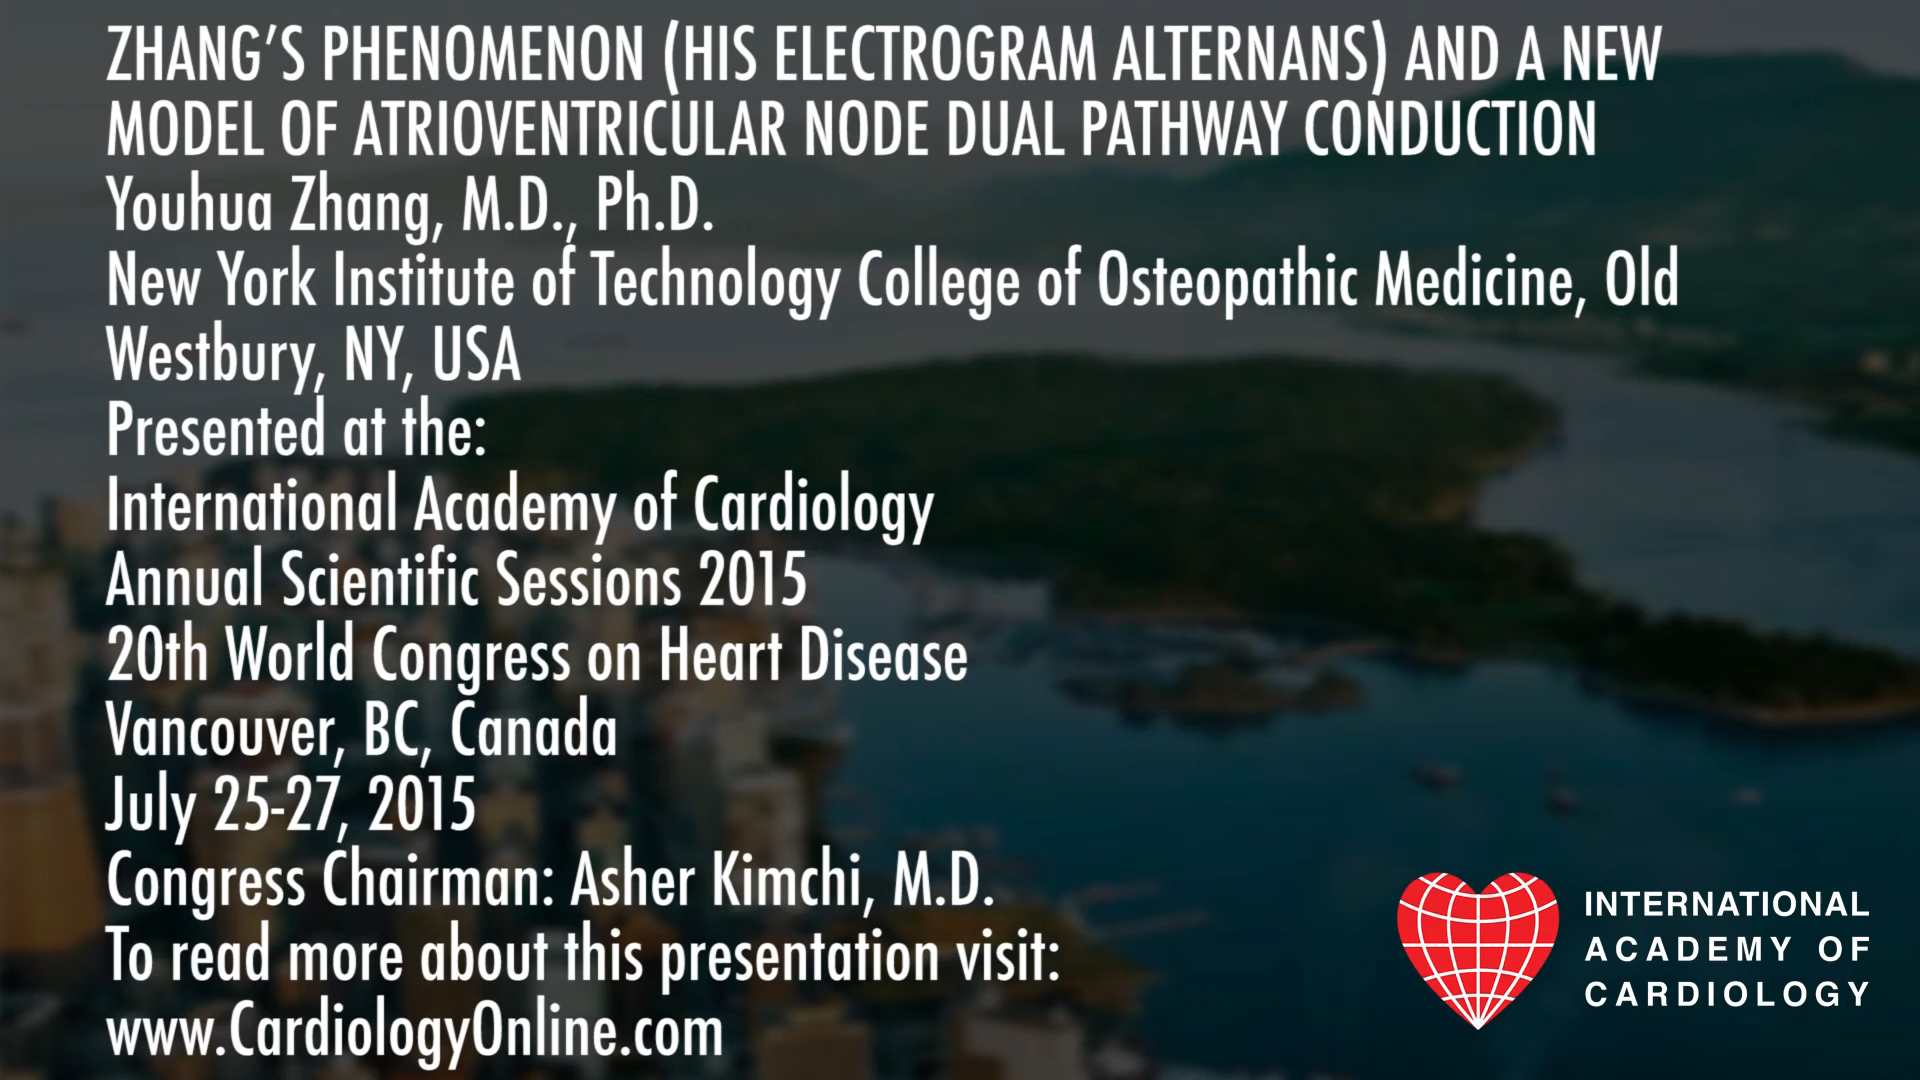 ZHANG’S PHENOMENON (HIS ELECTROGRAM ALTERNANS) AND A NEW
MODEL OF ATRIOVENTRICULAR NODE DUAL PATHWAY CONDUCTION
Youhua Zhang, M.D., Ph.D.
New York Institute of Technology College of Osteopathic Medicine, Old
Westbury, NY, USA
Presented at the:
International Academy of Cardiology
Annual Scientific Sessions 2015
20th World Congress on Heart Disease
Vancouver, BC, Canada
July 25-27, 2015
Congress Chairman: Asher Kimchi, M.D.
To read more about this presentation visit:
www.CardiologyOnline.com
INTERNATIONAL
ACADEMY OF
CARDIOLOGY